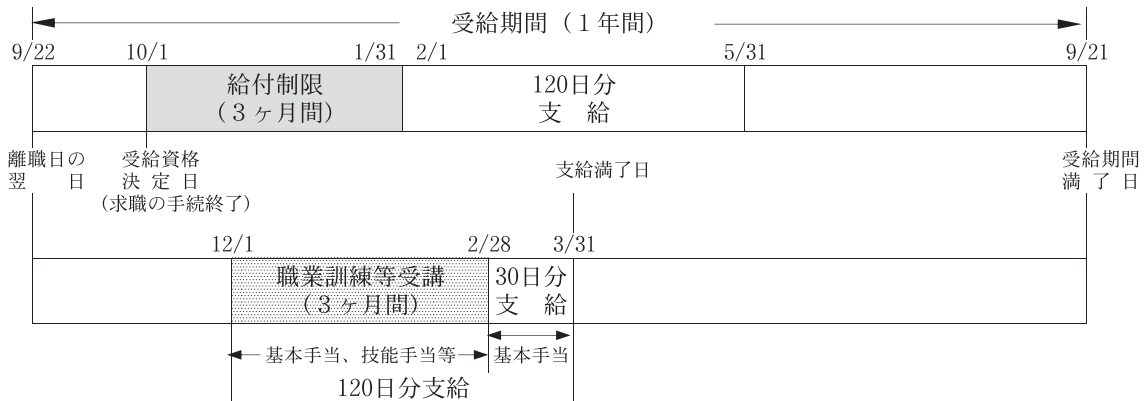 受給期間（１年間）
9/22 10/1 1/31 2/1 5/31 9/21
給付制限
（３ヶ月間）
120日分
支　給
離職日の
翌　　日
受給資格
決　定　日
（求職の手続終了）
支給満了日
受給期間
満　了　日
12/1 2/28 3/31
職業訓練等受講
（３ヶ月間）
30日分
支　給
基本手当、技能手当等
基本手当
120日分支給